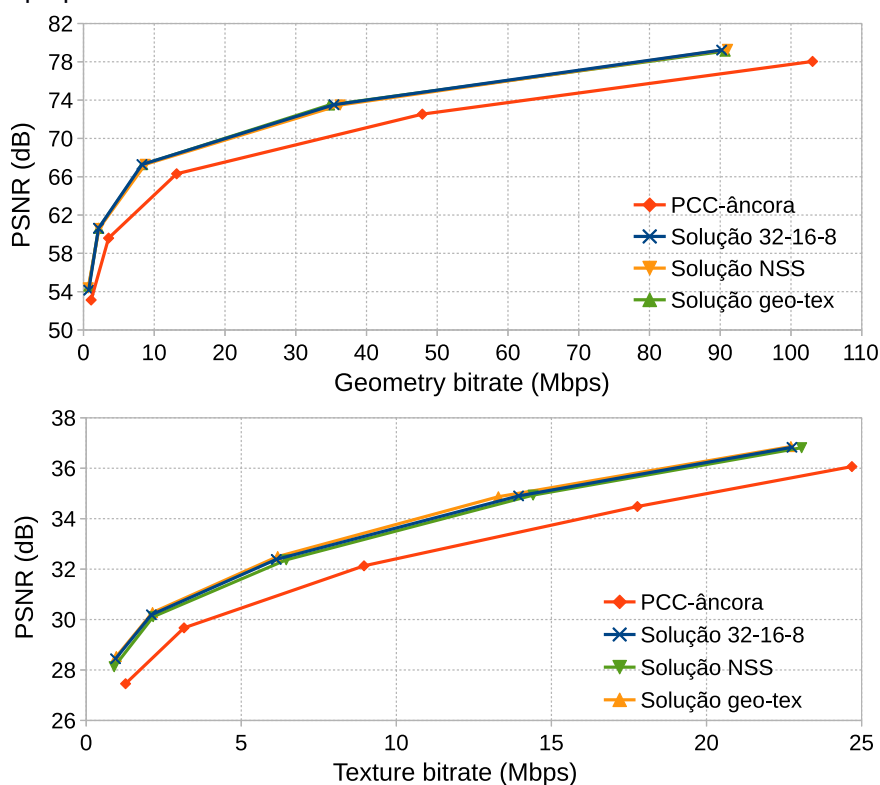 82
78
74
70
66
62
58
54
50
PSNR (dB)
PCC-âncora
Solução 32-16-8
Solução NSS
Solução geo-tex
0 10 20 30 40 50 60 70 80 90 100 110
Geometry bitrate (Mbps)
38
36
34
32
30
28
26
PSNR (dB)
PCC-âncora
Solução 32-16-8
Solução NSS
Solução geo-tex
0 5 10 15 20 25
Texture bitrate (Mbps)